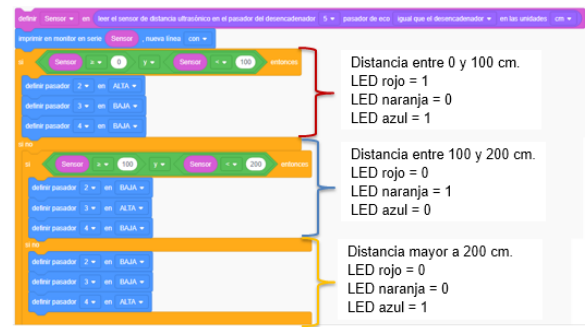 definir Sensor en leer el sensor de distancia ultrasónico en el pasador del desencadenador 5 pasador de eco igual que el desencadenador en las unidades cm
imprimir en monitor en serie Sensor , nueva línea con
si Sensor ≥ 0 y Sensor < 100 entonces
definir pasador 2 en ALTA
definir pasador 3 en BAJA
definir pasador 4 en BAJA
Distancia entre 0 y 100 cm.
LED rojo = 1
LED naranja = 0
LED azul = 1
si no
si Sensor ≥ 100 y Sensor < 200 entonces
definir pasador 2 en BAJA
definir pasador 3 en ALTA
definir pasador 4 en BAJA
Distancia entre 100 y 200 cm.
LED rojo = 0
LED naranja = 1
LED azul = 0
si no
definir pasador 2 en BAJA
definir pasador 3 en BAJA
definir pasador 4 en ALTA
Distancia mayor a 200 cm.
LED rojo = 0
LED naranja = 0
LED azul = 1